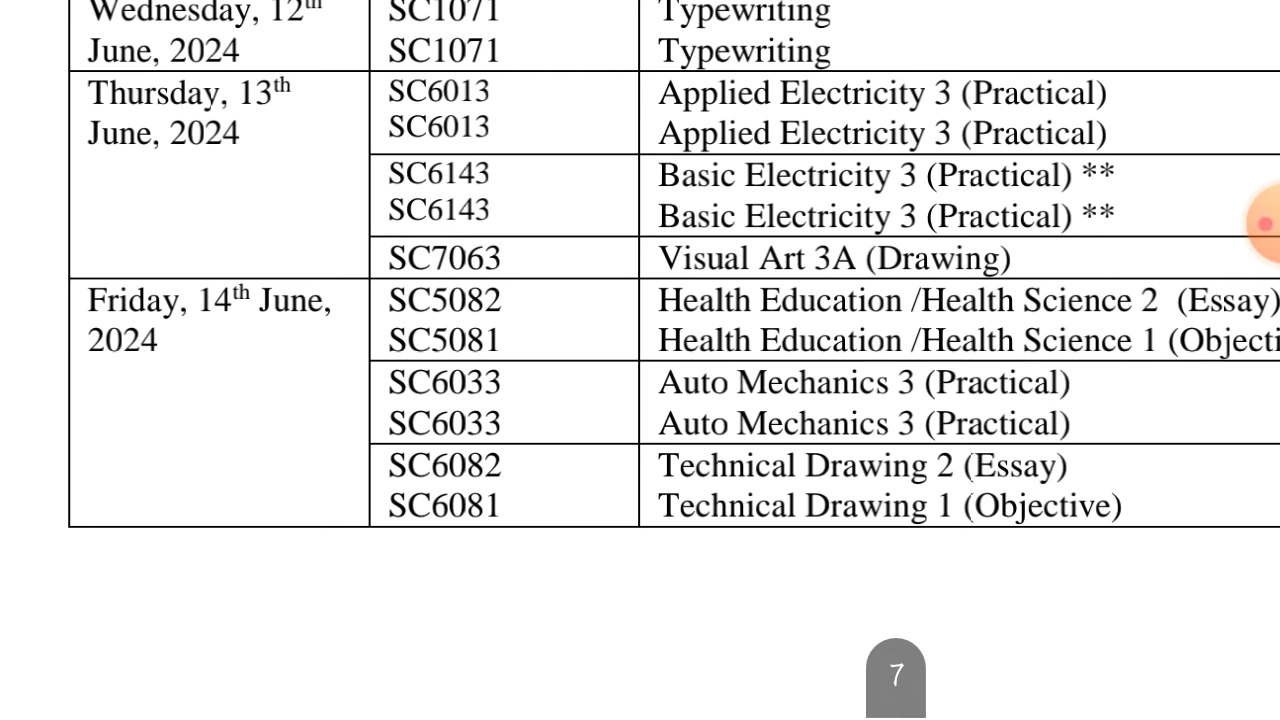 Wednesday, 12th SC1071 Typewriting
June, 2024 SC1071 Typewriting
Thursday, 13th SC6013 Applied Electricity 3 (Practical)
June, 2024 SC6013 Applied Electricity 3 (Practical)
SC6143 Basic Electricity 3 (Practical) **
SC6143 Basic Electricity 3 (Practical) **
SC7063 Visual Art 3A (Drawing)
Friday, 14th June, SC5082 Health Education /Health Science 2 (Essay)
2024 SC5081 Health Education /Health Science 1 (Objecti
SC6033 Auto Mechanics 3 (Practical)
SC6033 Auto Mechanics 3 (Practical)
SC6082 Technical Drawing 2 (Essay)
SC6081 Technical Drawing 1 (Objective)
7